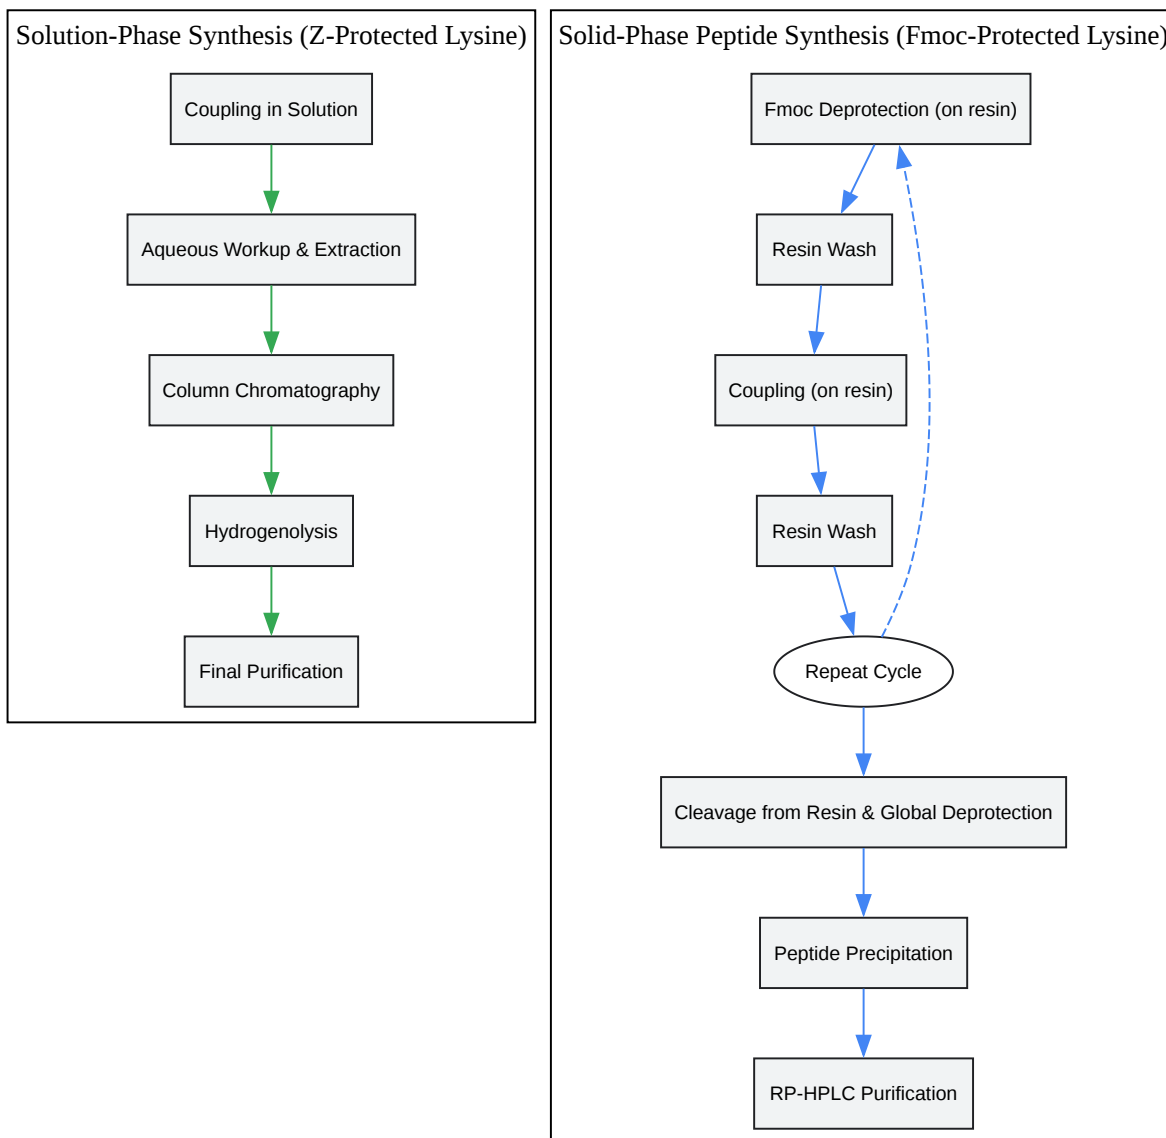 Solution-Phase Synthesis (Z-Protected Lysine)
Coupling in Solution
Aqueous Workup & Extraction
Column Chromatography
Hydrogenolysis
Final Purification
Solid-Phase Peptide Synthesis (Fmoc-Protected Lysine)
Fmoc Deprotection (on resin)
Resin Wash
Coupling (on resin)
Resin Wash
Repeat Cycle
Cleavage from Resin & Global Deprotection
Peptide Precipitation
RP-HPLC Purification